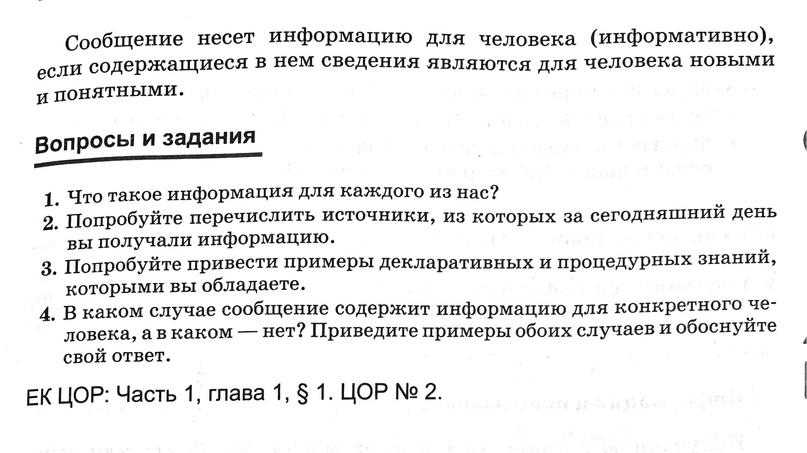 Сообщение несет информацию для человека (информативно),
если содержащиеся в нем сведения являются для человека новыми
и понятными.
Вопросы и задания
1. Что такое информация для каждого из нас?
2. Попробуйте перечислить источники, из которых за сегодняшний день
вы получали информацию.
3. Попробуйте привести примеры декларативных и процедурных знаний,
которыми вы обладаете.
4. В каком случае сообщение содержит информацию для конкретного че-
ловека, а в каком — нет? Приведите примеры обоих случаев и обоснуйте
свой ответ.
ЕК ЦОР: Часть 1, глава 1, § 1. ЦОР № 2.